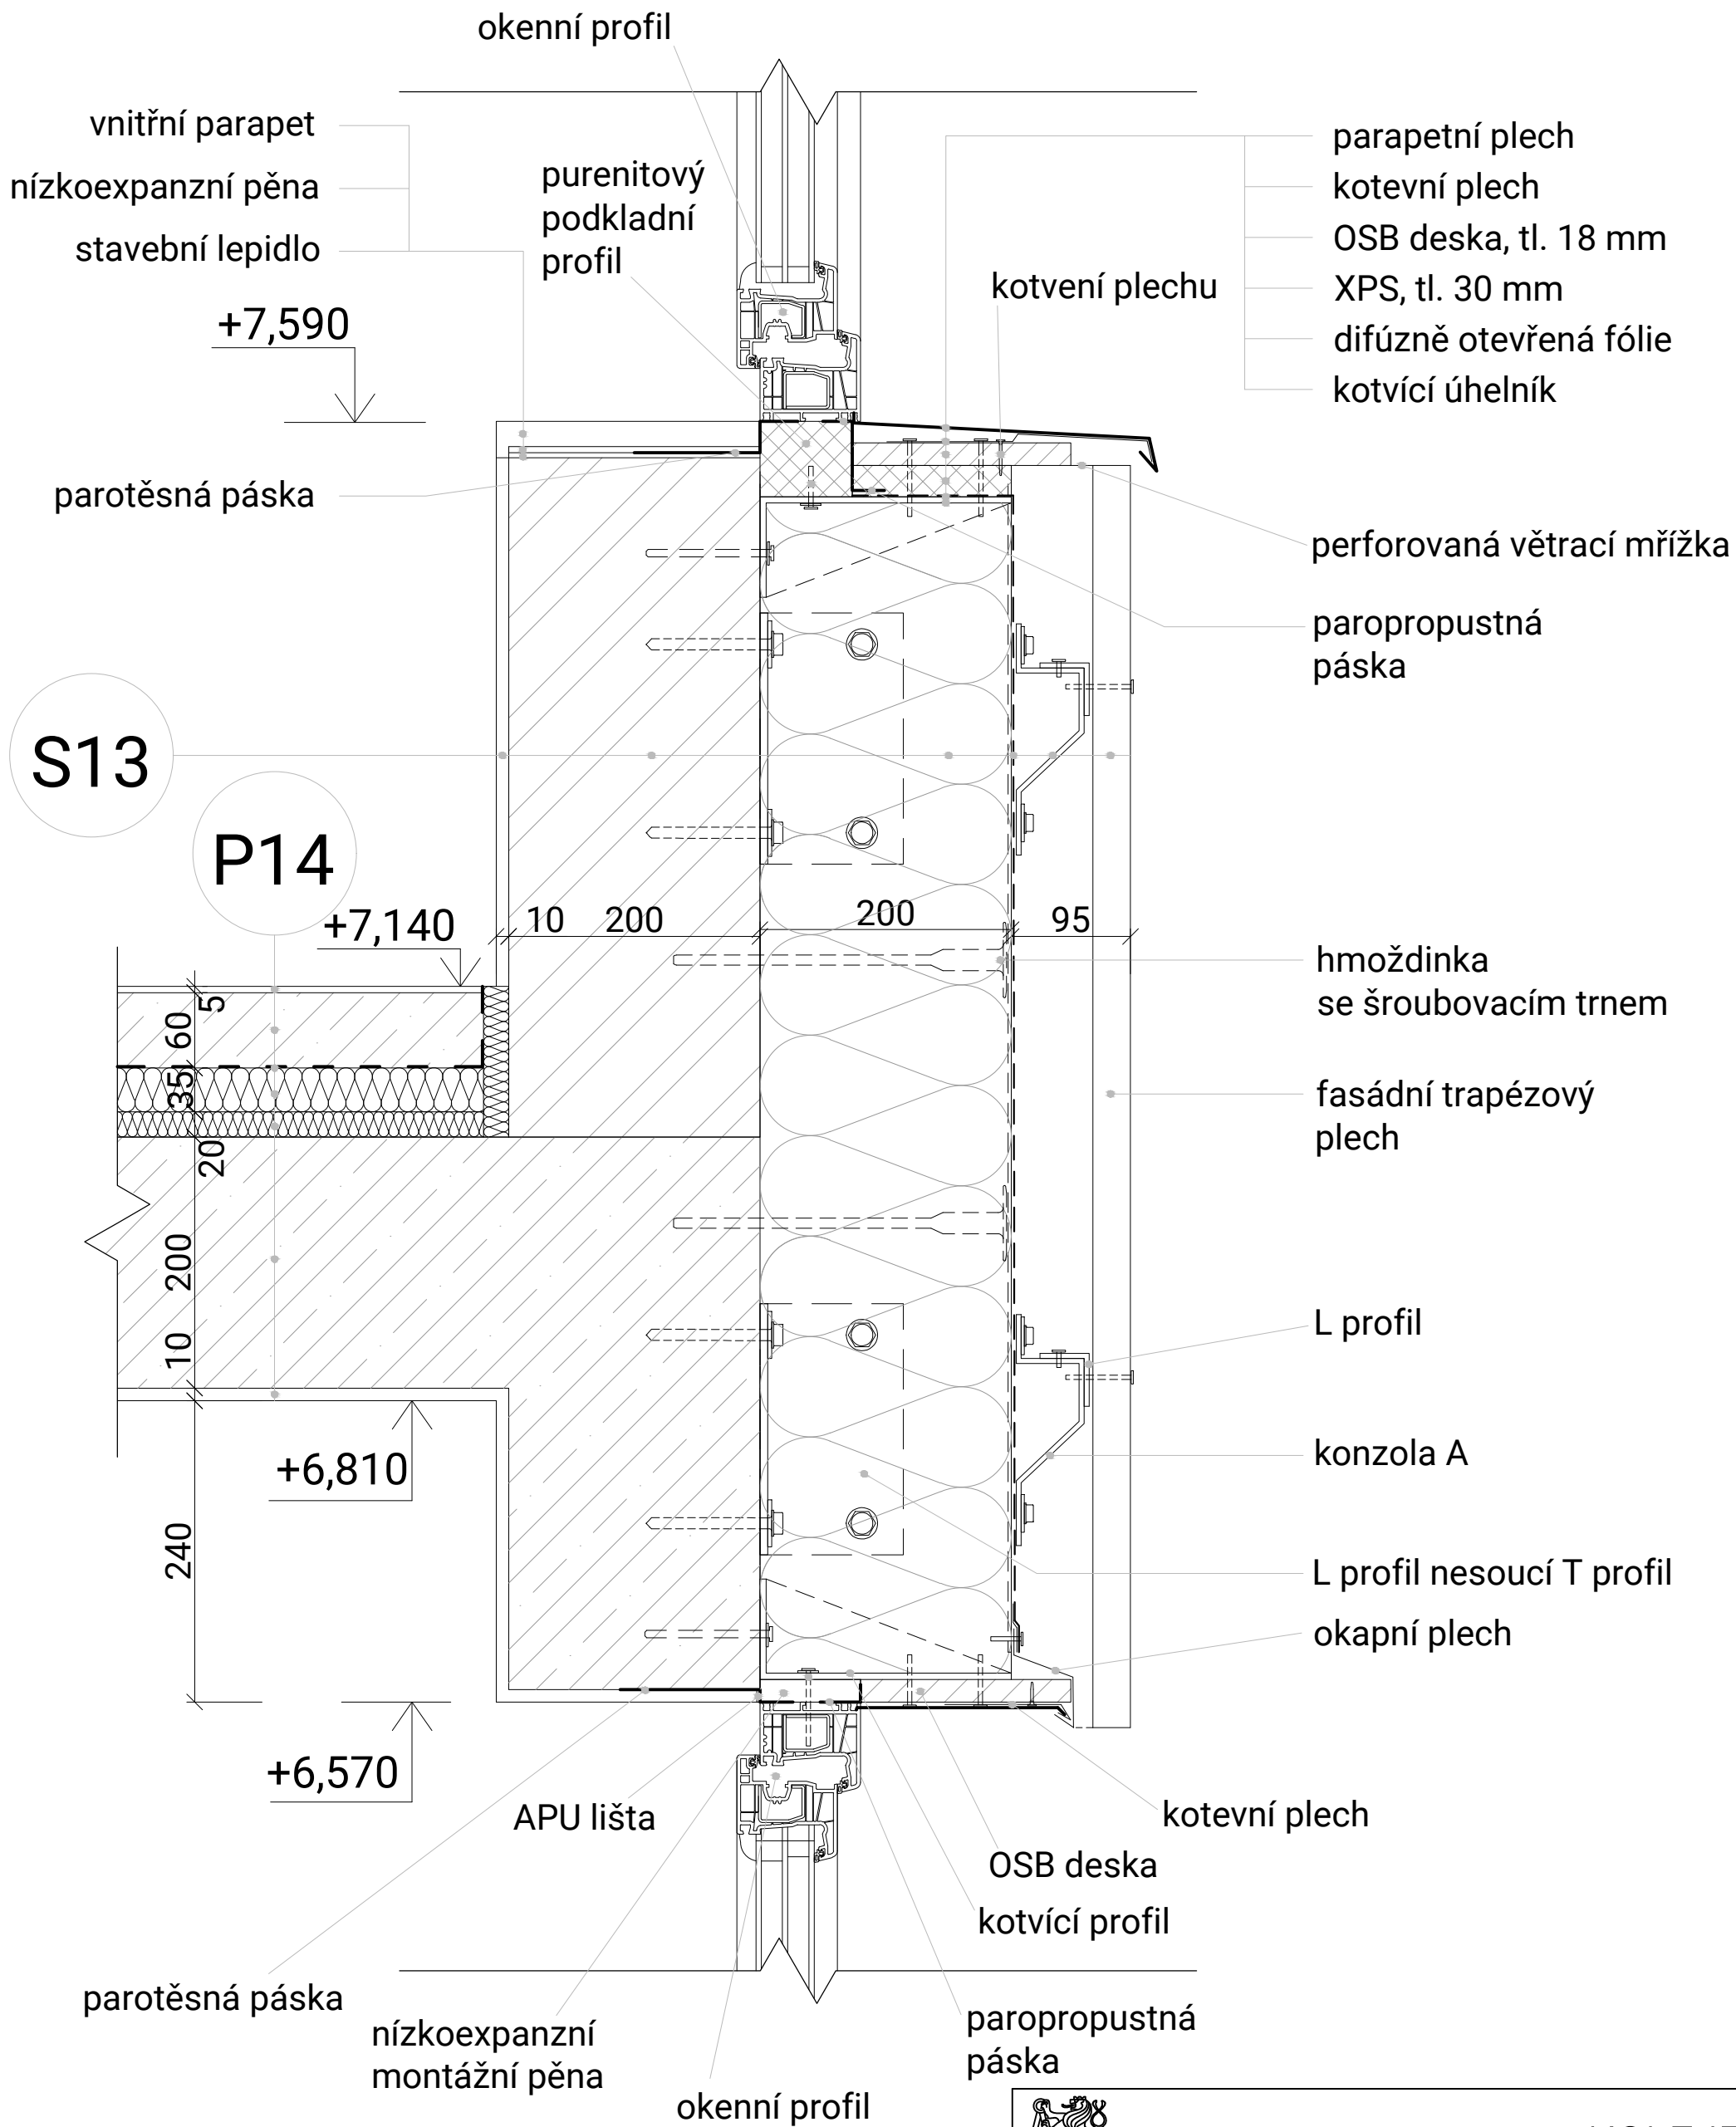 okenní profil
vnitřní parapet
nízkoexpanzní pěna
stavební lepidlo
purenitový
podkladní
profil
kotvení plechu
parapetní plech
kotevní plech
OSB deska, tl. 18 mm
XPS, tl. 30 mm
difúzně otevřená fólie
kotvící úhelník
+7,590
parotěsná páska
perforovaná větrací mřížka
paropropustná
páska
S13
P14
+7,140
10
200
200
95
hmoždinka
se šroubovacím trnem
5
60
35
20
200
10
240
fasádní trapézový
plech
L profil
+6,810
konzola A
L profil nesoucí T profil
okapní plech
+6,570
APU lišta
kotevní plech
OSB deska
kotvící profil
parotěsná páska
nízkoexpanzní
montážní pěna
paropropustná
páska
okenní profil